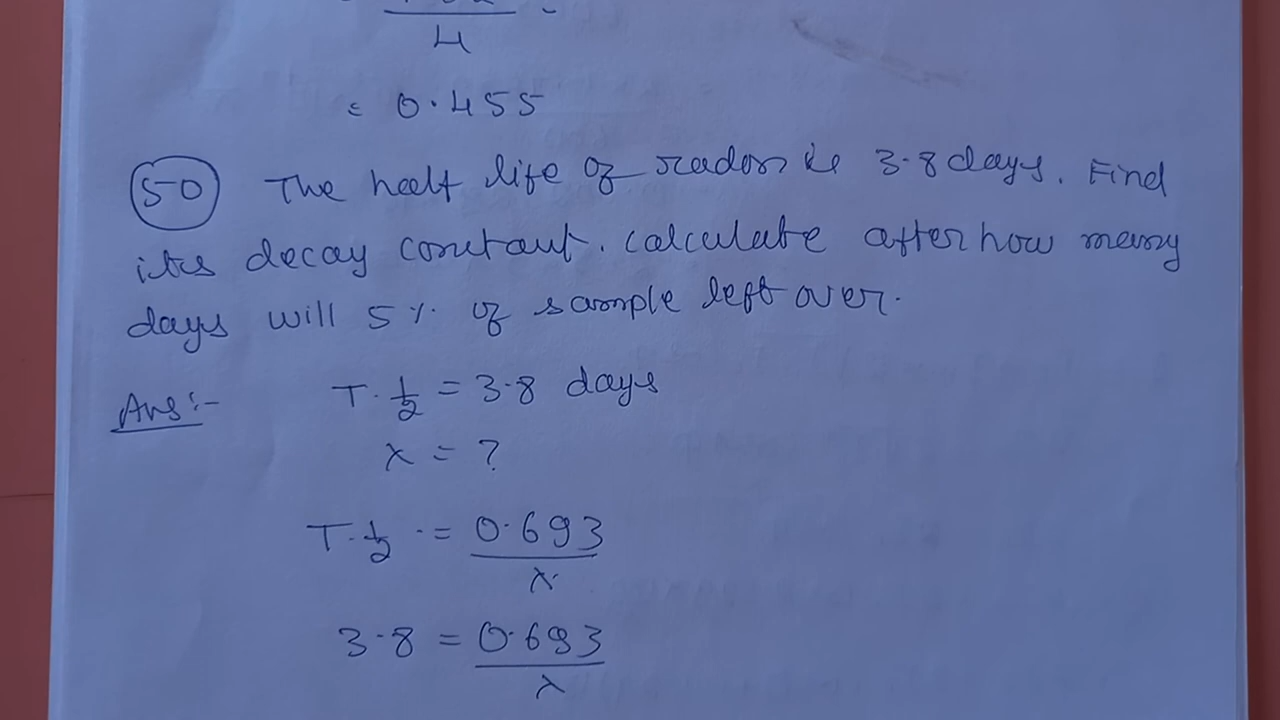 4
= 0.455
50 The half life of radon is 3.8 days. Find
its decay constant. calculate after how many
days will 5% of sample left over.
Ans:- T.1/2 = 3.8 days
λ = ?
T.1/2 .= 0.693
λ.
3.8 = 0.693
λ